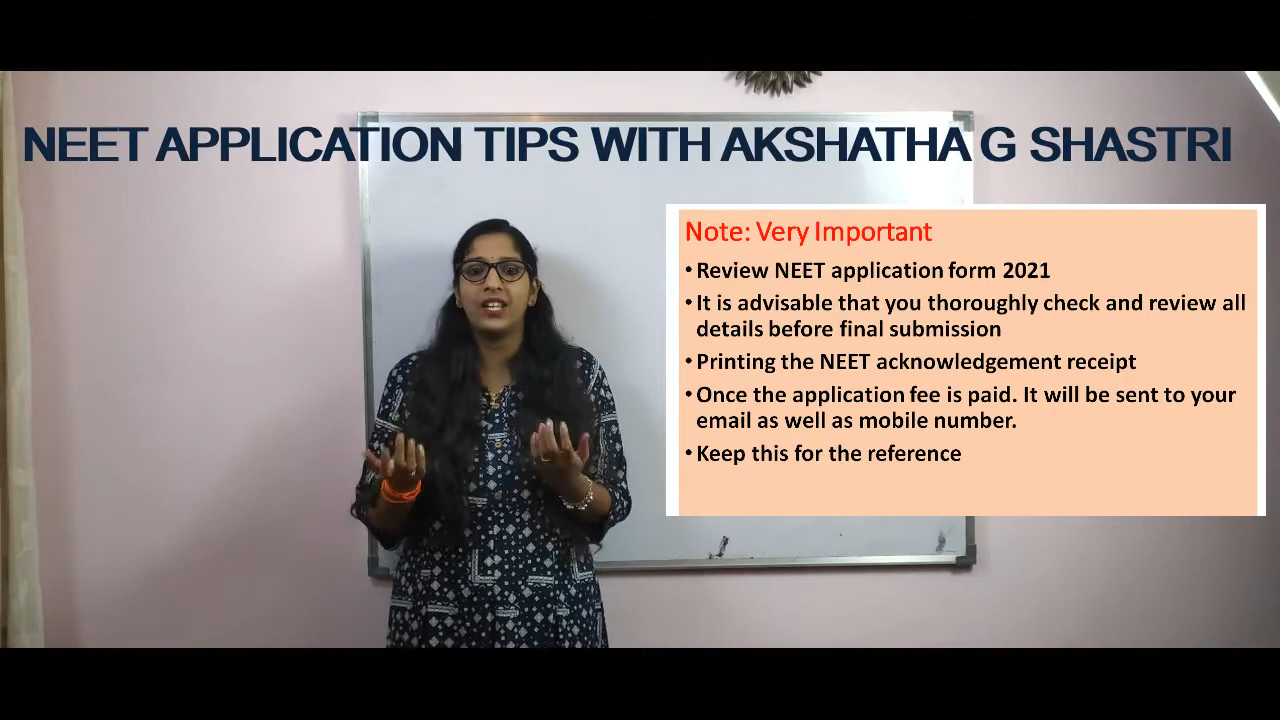 NEET APPLICATION TIPS WITH AKSHATHA G SHASTRI
Note: Very Important
• Review NEET application form 2021
• It is advisable that you thoroughly check and review all
details before final submission
• Printing the NEET acknowledgement receipt
• Once the application fee is paid. It will be sent to your
email as well as mobile number.
• Keep this for the reference